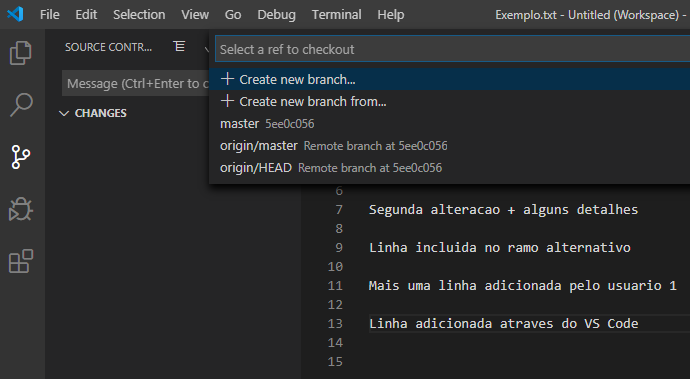 File Edit Selection View Go Debug Terminal Help Exemplo.txt - Untitled (Workspace) -
SOURCE CONTR...
Select a ref to checkout
Message (Ctrl+Enter to c
Create new branch...
Create new branch from...
CHANGES
master 5ee0c056
origin/master Remote branch at 5ee0c056
origin/HEAD Remote branch at 5ee0c056
6
7 Segunda alteracao + alguns detalhes
8
9 Linha incluida no ramo alternativo
10
11 Mais uma linha adicionada pelo usuario 1
12
13 Linha adicionada atraves do VS Code
14
15